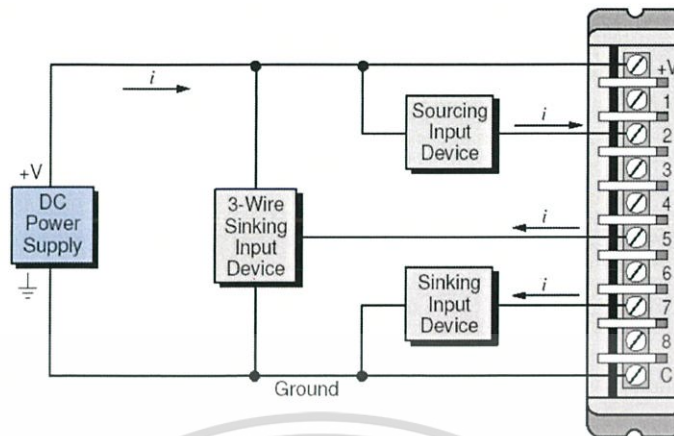 i
+V
1
Sourcing
Input
Device
i
2
+V
DC
Power
Supply
3
3-Wire
Sinking
Input
Device
4
i
5
6
Sinking
Input
Device
i
7
8
Ground
C